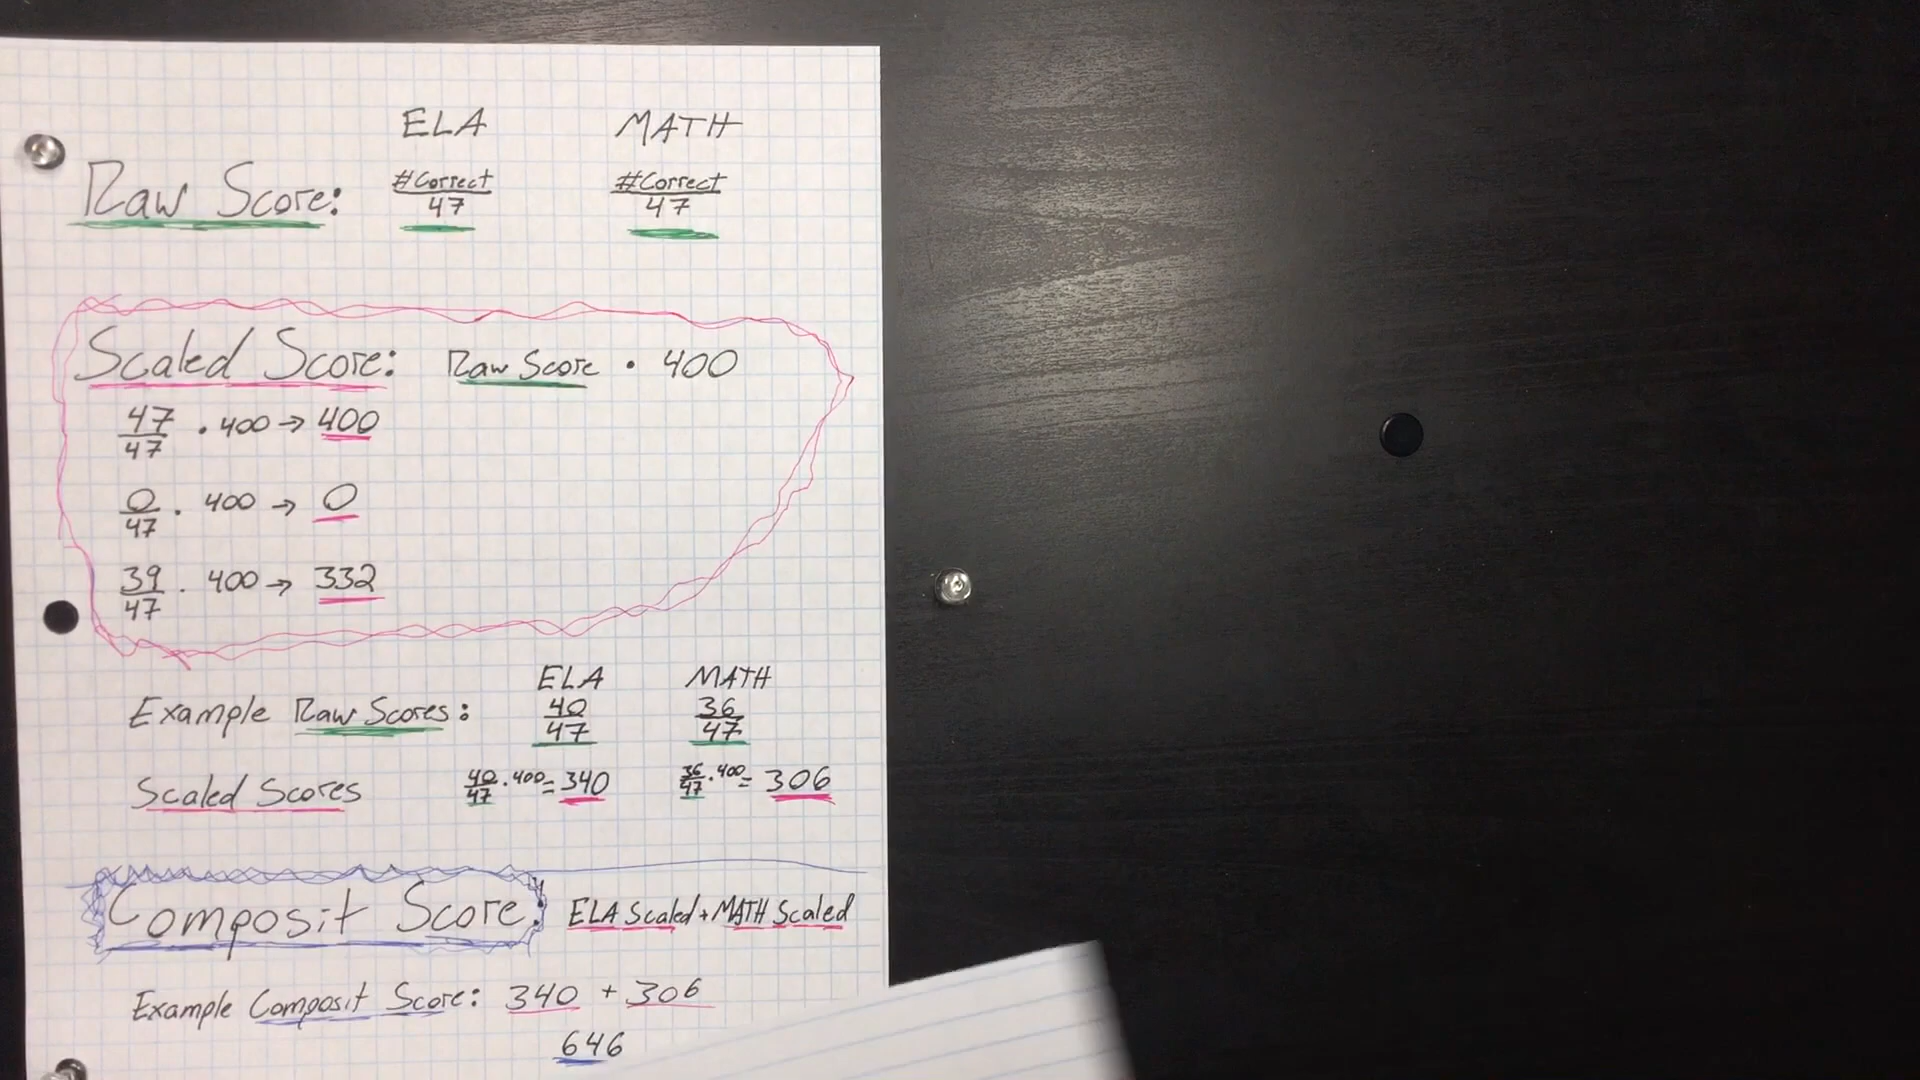 ELA MATH
Raw Score: #Correct/47 #Correct/47
Scaled Score: Raw Score · 400
47/47 · 400 → 400
0/47 · 400 → 0
39/47 · 400 → 332
ELA MATH
Example Raw Scores: 40/47 36/47
Scaled Scores 40/47 · 400 = 340 36/47 · 400 = 306
Composit Score: ELA Scaled + MATH Scaled
Example Composit Score: 340 + 306
646